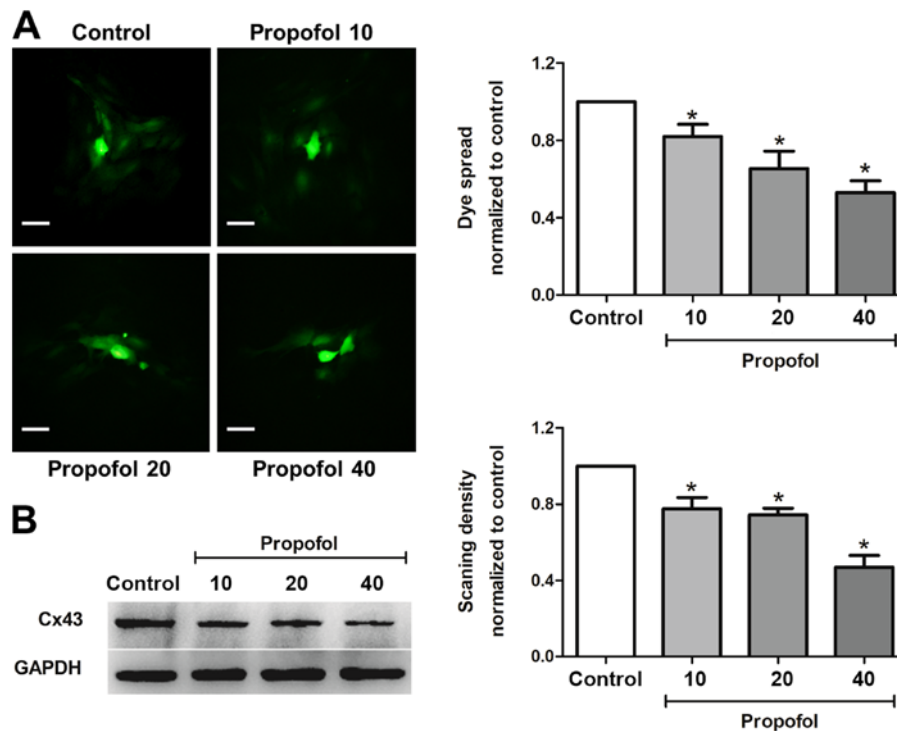 A
Control
Propofol 10
Propofol 20
Propofol 40
Dye spread
normalized to control
1.2
0.8
0.4
0.0
Control
10
20
40
Propofol
*
*
*
B
Propofol
Control
10
20
40
Cx43
GAPDH
Scaning density
normalized to control
1.2
0.8
0.4
0.0
Control
10
20
40
Propofol
*
*
*